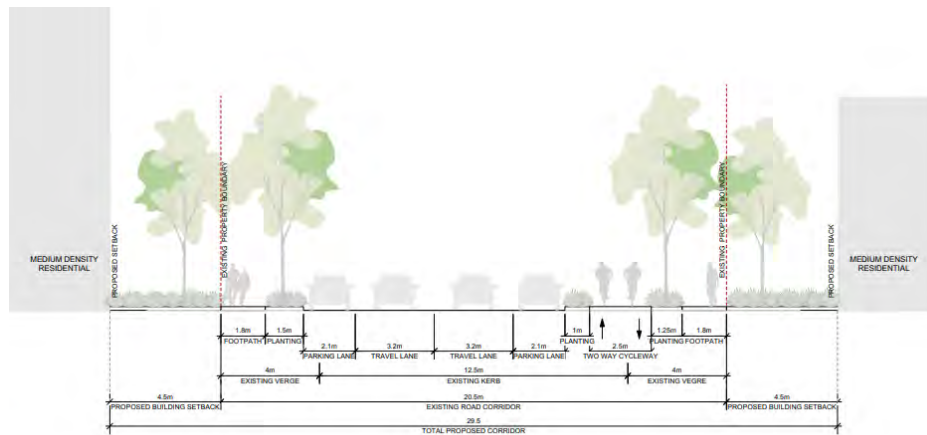 MEDIUM DENSITY
RESIDENTIAL
PROPOSED SETBACK
EXISTING PROPERTY BOUNDARY
EXISTING PROPERTY BOUNDARY
PROPOSED SETBACK
MEDIUM DENSITY
RESIDENTIAL
1.8m
FOOTPATH
1.5m
PLANTING
2.1m
PARKING LANE
3.2m
TRAVEL LANE
3.2m
TRAVEL LANE
2.1m
PARKING LANE
1m
PLANTING
2.5m
TWO WAY CYCLEWAY
1.25m
PLANTING
1.8m
FOOTPATH
4m
EXISTING VERGE
12.5m
EXISTING KERB
4m
EXISTING VEGRE
4.5m
PROPOSED BUILDING SETBACK
20.5m
EXISTING ROAD CORRIDOR
4.5m
PROPOSED BUILDING SETBACK
29.5
TOTAL PROPOSED CORRIDOR